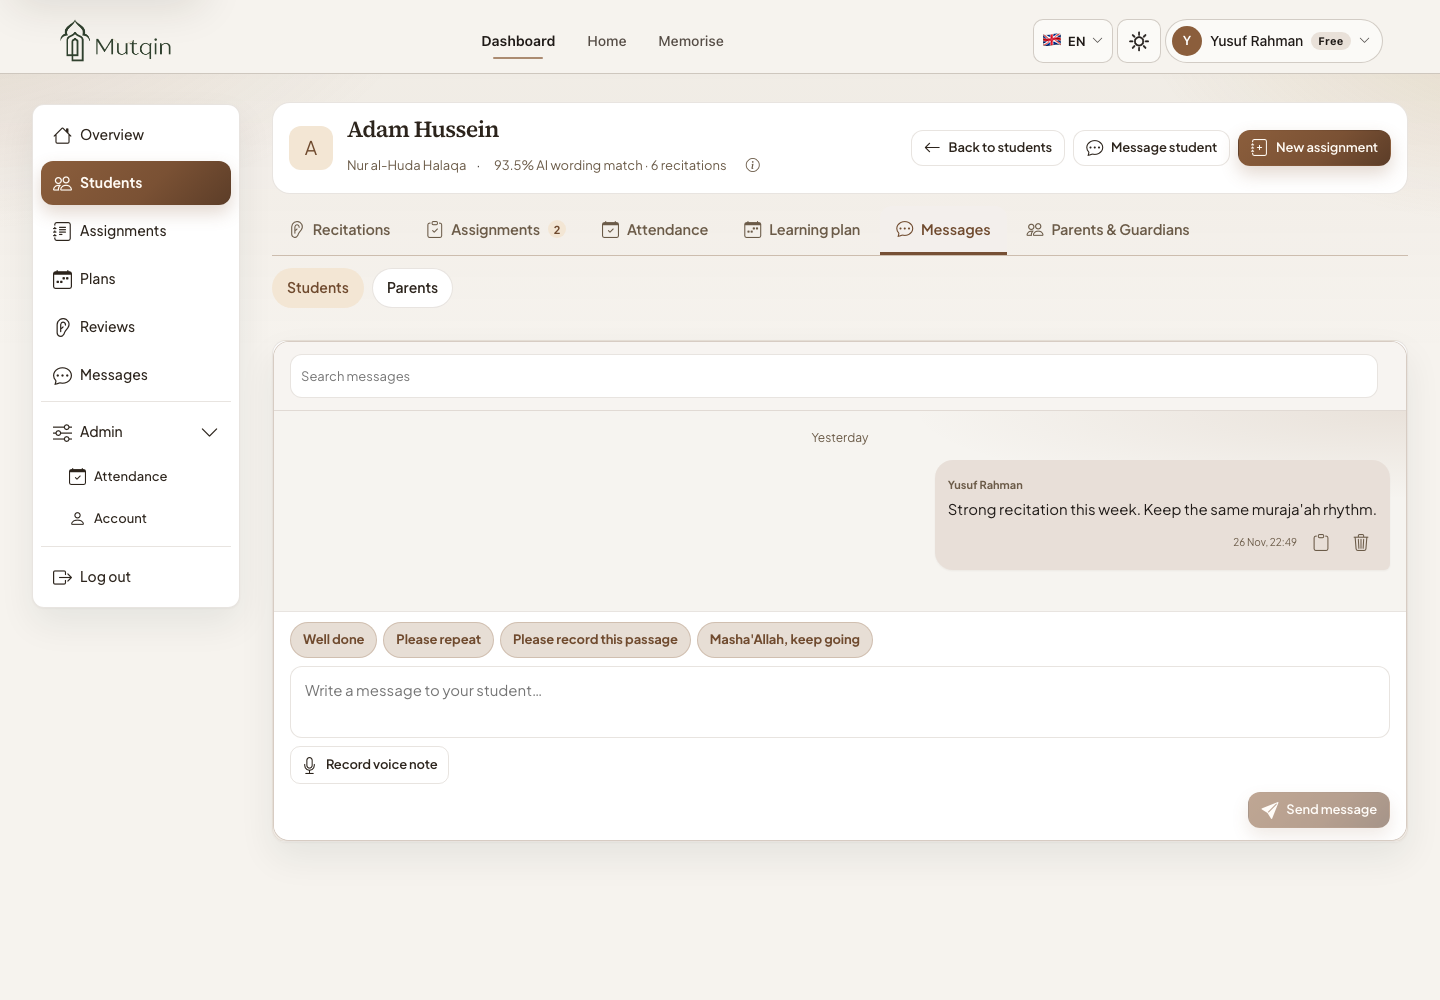 Mutqin
Dashboard
Home
Memorise
EN
Y
Yusuf Rahman
Free
Overview
Students
Assignments
Plans
Reviews
Messages
Admin
Attendance
Account
Log out
A
Adam Hussein
Nur al-Huda Halaqa · 93.5% AI wording match · 6 recitations
Back to students
Message student
New assignment
Recitations
Assignments 2
Attendance
Learning plan
Messages
Parents & Guardians
Students
Parents
Search messages
Yesterday
Yusuf Rahman
Strong recitation this week. Keep the same muraja'ah rhythm.
26 Nov, 22:49
Well done
Please repeat
Please record this passage
Masha'Allah, keep going
Write a message to your student...
Record voice note
Send message